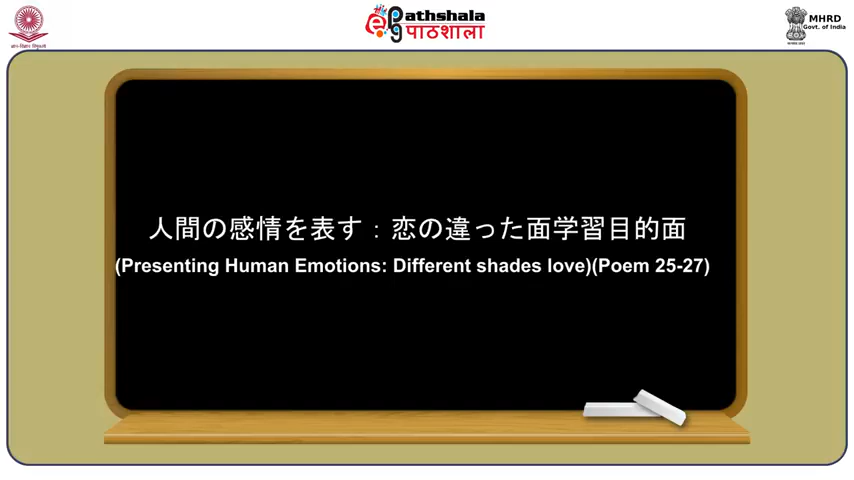 ePathshala
पाठशाला
MHRD
Govt. of India
人間の感情を表す：恋の違った面学習目的面
(Presenting Human Emotions: Different shades love)(Poem 25-27)